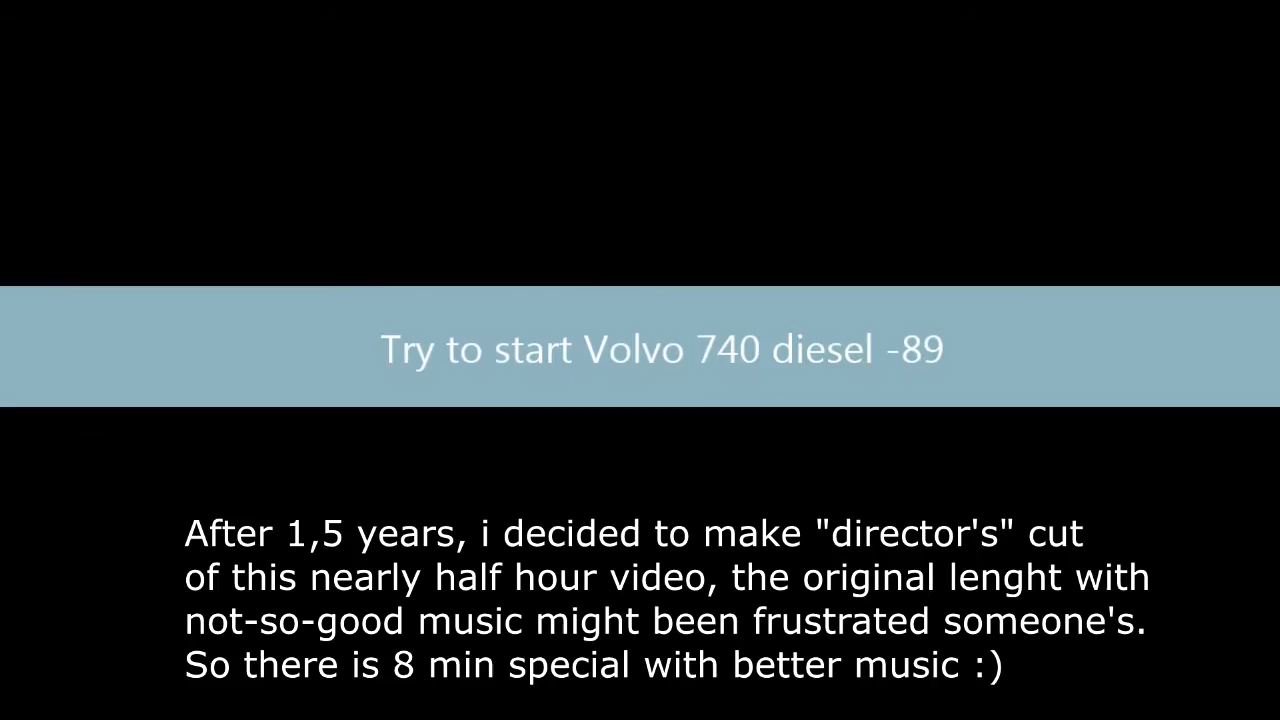 Try to start Volvo 740 diesel -89
After 1,5 years, i decided to make "director's" cut
of this nearly half hour video, the original lenght with
not-so-good music might been frustrated someone's.
So there is 8 min special with better music :)